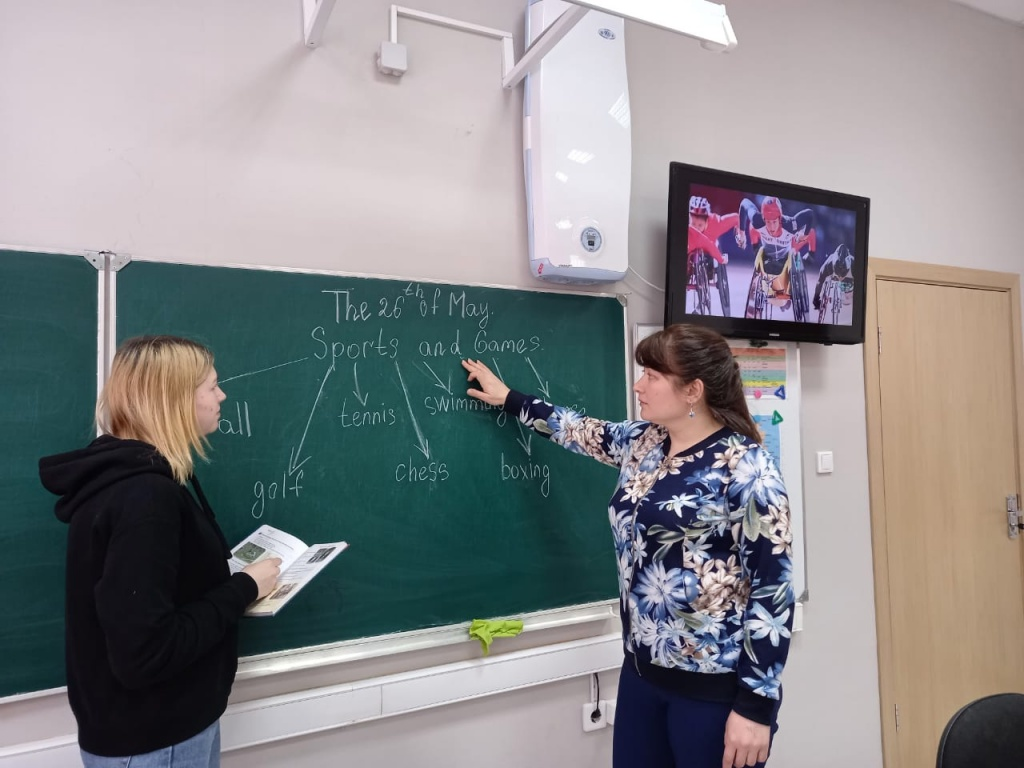 The 26th of May.
Sports and Games.
tennis
swimming
all
golf
chess
boxing